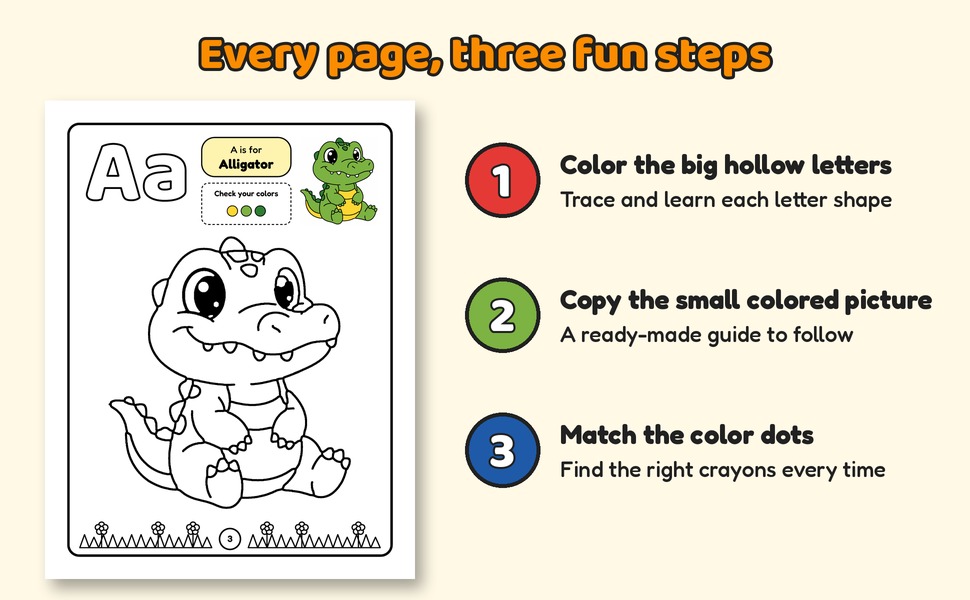 Every page, three fun steps
Aa
A is for
Alligator
Check your colors
3
1
Color the big hollow letters
Trace and learn each letter shape
2
Copy the small colored picture
A ready-made guide to follow
3
Match the color dots
Find the right crayons every time